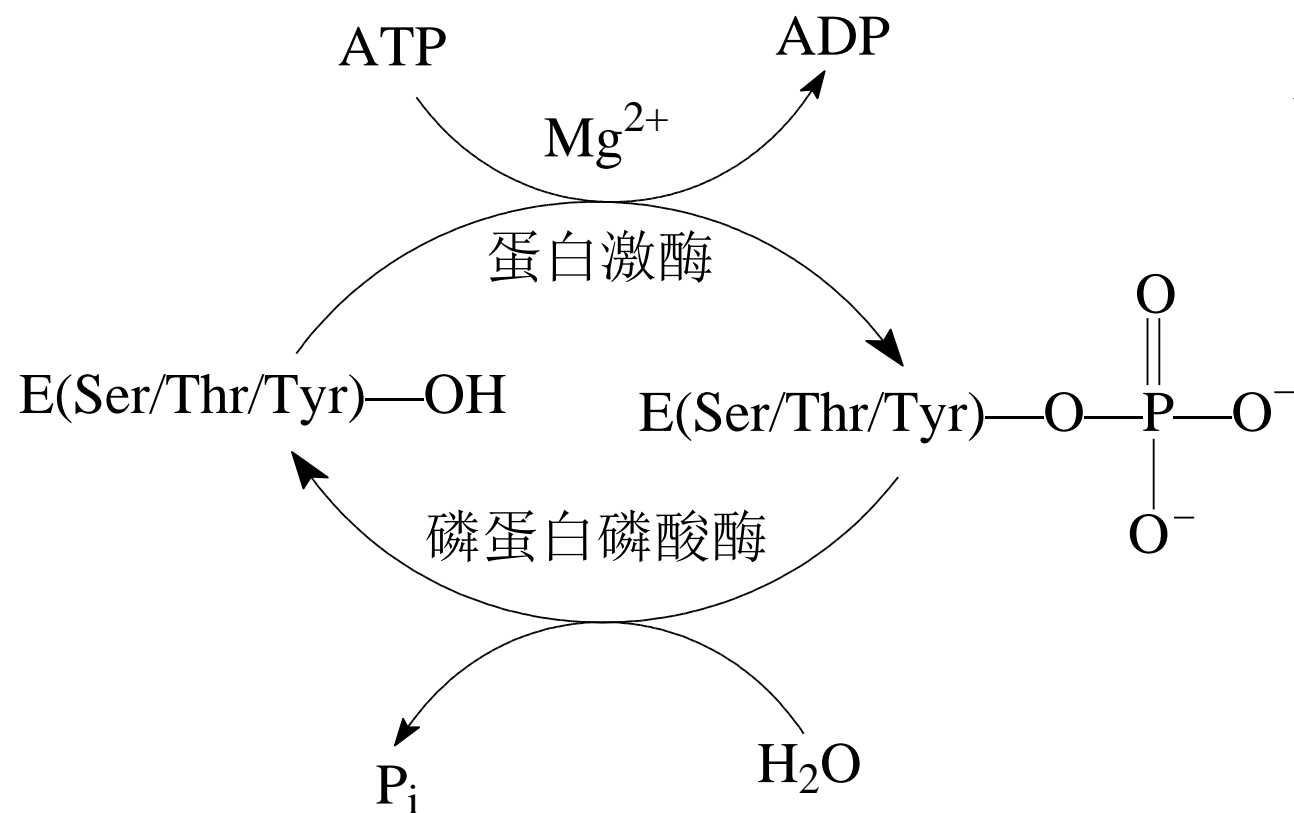 ATP
ADP
Mg²⁺
蛋白激酶
E(Ser/Thr/Tyr)—OH
O
E(Ser/Thr/Tyr)—O—P—O⁻
O⁻
磷蛋白磷酸酶
Pᵢ
H₂O